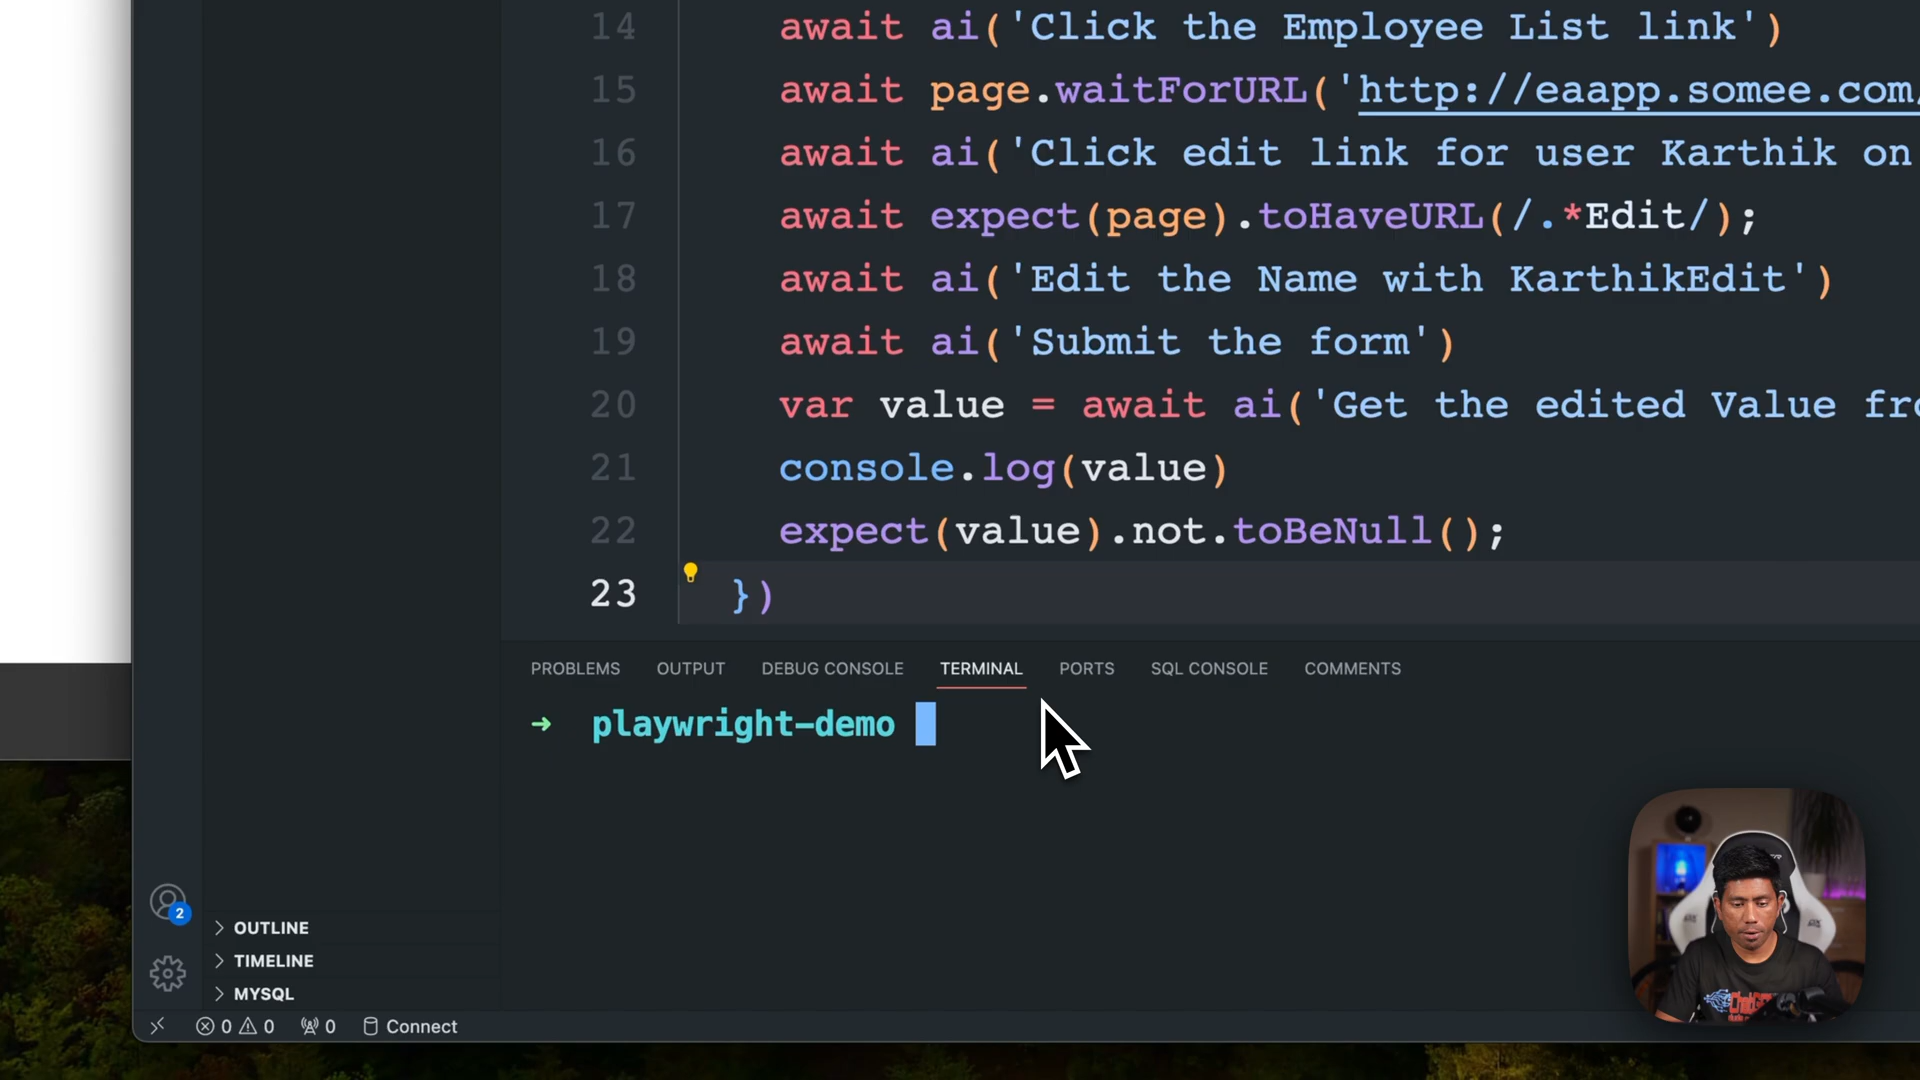 14 await ai('Click the Employee List link')
15 await page.waitForURL('http://eaapp.somee.com/
16 await ai('Click edit link for user Karthik on
17 await expect(page).toHaveURL(/.*Edit/);
18 await ai('Edit the Name with KarthikEdit')
19 await ai('Submit the form')
20 var value = await ai('Get the edited Value fro
21 console.log(value)
22 expect(value).not.toBeNull();
23 })
PROBLEMS OUTPUT DEBUG CONSOLE TERMINAL PORTS SQL CONSOLE COMMENTS
➜ playwright-demo
2
OUTLINE
TIMELINE
MYSQL
0 0 0 Connect